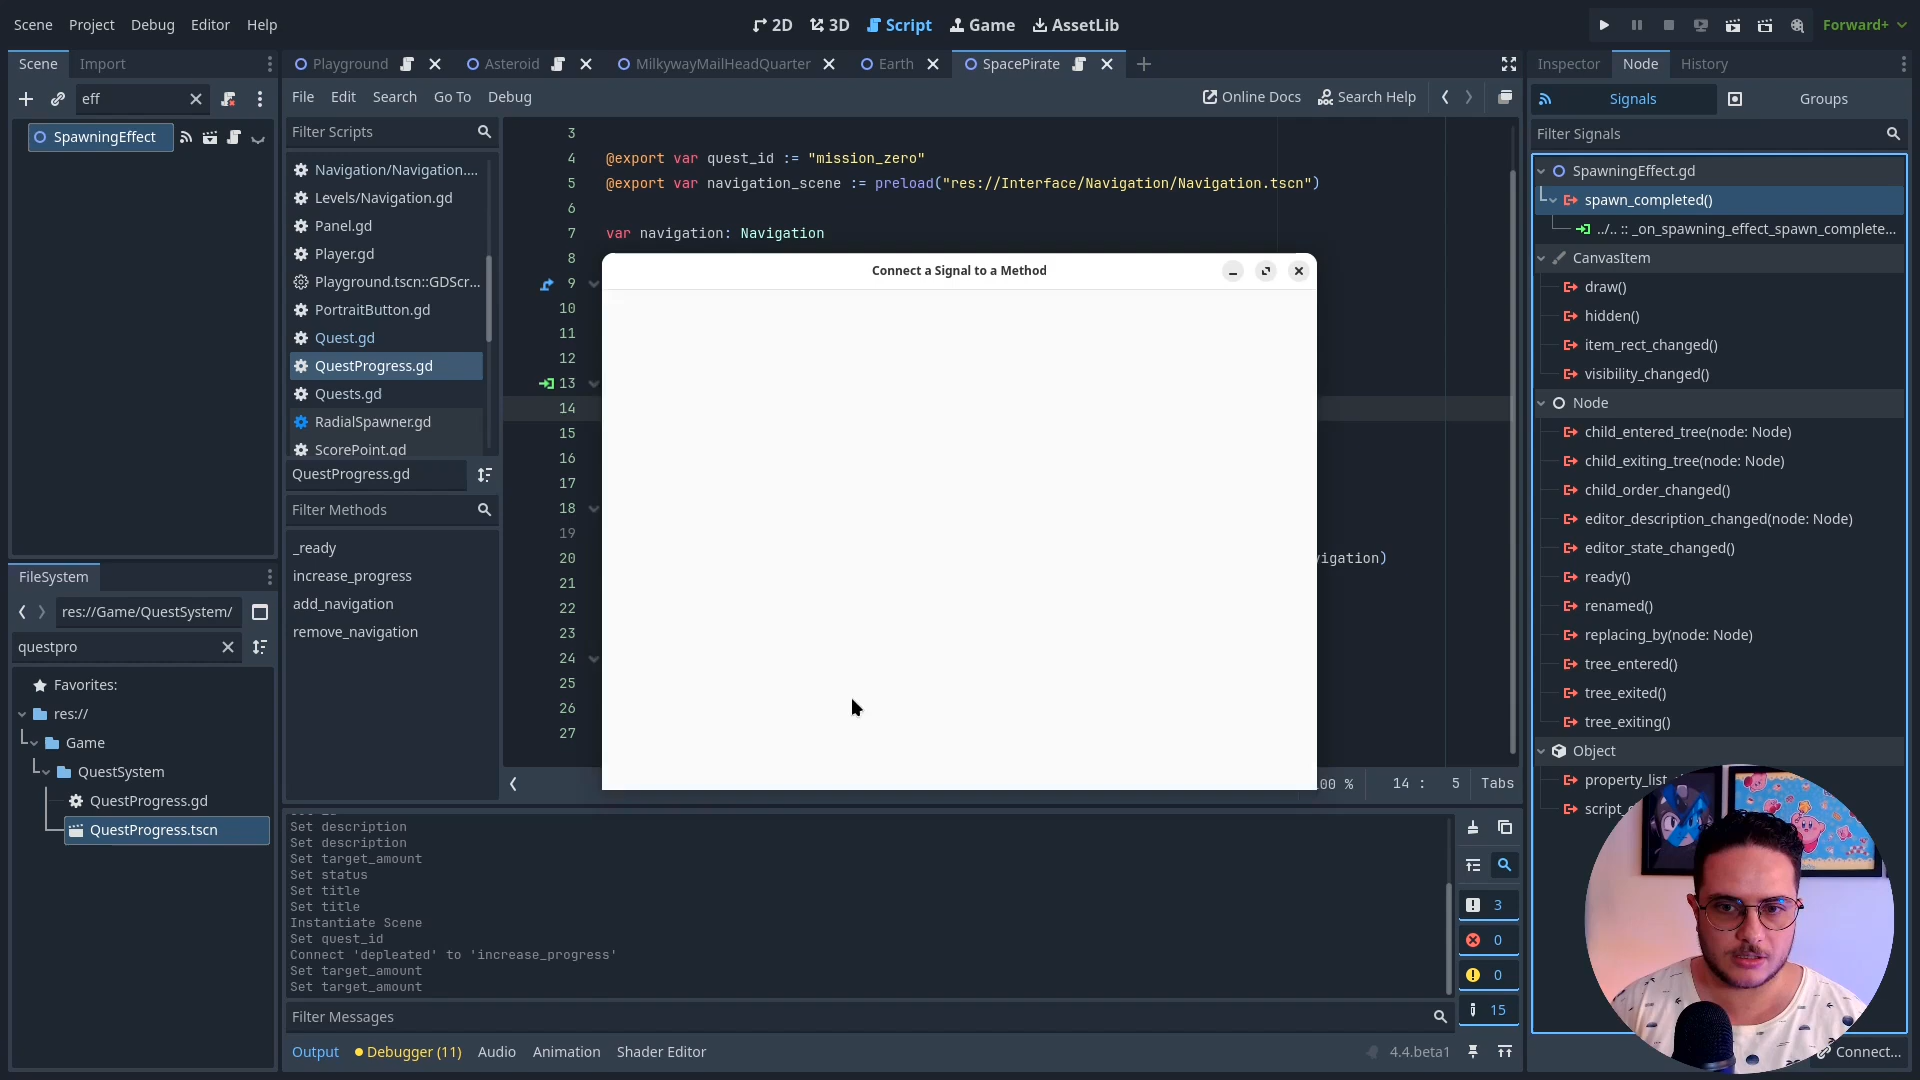 Scene Project Debug Editor Help
2D 3D Script Game AssetLib
Forward+
Scene Import
eff
SpawningEffect
Playground Asteroid MilkywayMailHeadQuarter Earth SpacePirate
File Edit Search Go To Debug
Online Docs Search Help
Filter Scripts
Navigation/Navigation....
Levels/Navigation.gd
Panel.gd
Player.gd
Playground.tscn::GDScr...
PortraitButton.gd
Quest.gd
QuestProgress.gd
Quests.gd
RadialSpawner.gd
ScorePoint.gd
QuestProgress.gd
Filter Methods
_ready
increase_progress
add_navigation
remove_navigation
3
4 @export var quest_id := "mission_zero"
5 @export var navigation_scene := preload("res://Interface/Navigation/Navigation.tscn")
6
7 var navigation: Navigation
8
9
10
11
12
13
14
15
16
17
18
19
20 vigation)
21
22
23
24
25
26
27
Connect a Signal to a Method
00 % 14 : 5 Tabs
FileSystem
res://Game/QuestSystem/
questpro
Favorites:
res://
Game
QuestSystem
QuestProgress.gd
QuestProgress.tscn
Set description
Set description
Set target_amount
Set status
Set title
Set title
Instantiate Scene
Set quest_id
Connect 'depleated' to 'increase_progress'
Set target_amount
Set target_amount
3
0
0
15
Filter Messages
Output Debugger (11) Audio Animation Shader Editor
4.4.beta1
Inspector Node History
Signals Groups
Filter Signals
SpawningEffect.gd
spawn_completed()
../.. :: _on_spawning_effect_spawn_complete...
CanvasItem
draw()
hidden()
item_rect_changed()
visibility_changed()
Node
child_entered_tree(node: Node)
child_exiting_tree(node: Node)
child_order_changed()
editor_description_changed(node: Node)
editor_state_changed()
ready()
renamed()
replacing_by(node: Node)
tree_entered()
tree_exited()
tree_exiting()
Object
property_list_
script_
Connect...